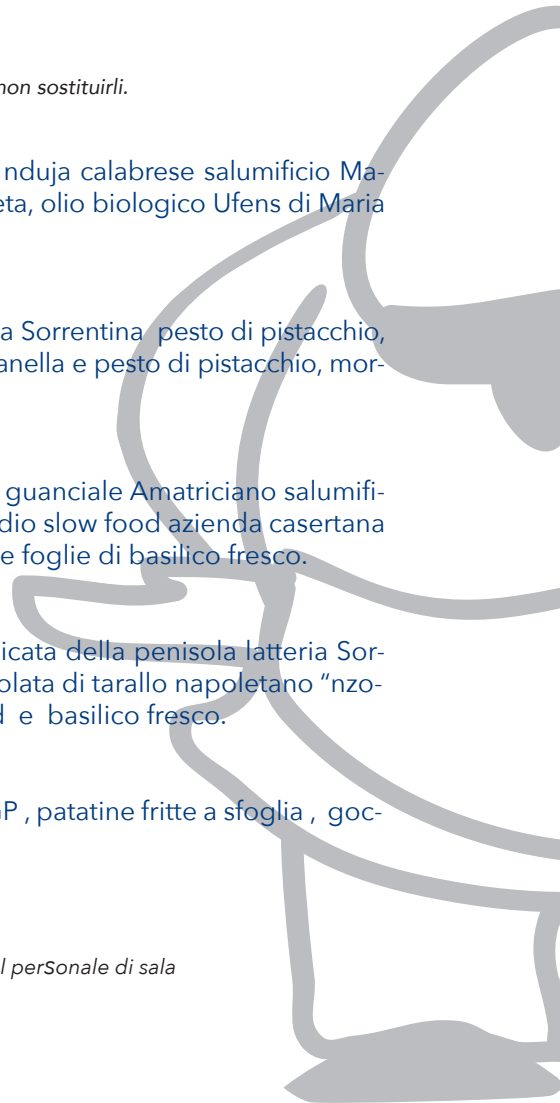 non sostituirli.
nduja calabrese salumificio Ma-
eta, olio biologico Ufens di Maria
a Sorrentina pesto di pistacchio,
anella e pesto di pistacchio, mor-
guanciale Amatriciano salumifi-
dio slow food azienda casertana
e foglie di basilico fresco.
icata della penisola latteria Sor-
olata di tarallo napoletano “nzo-
d e basilico fresco.
GP , patatine fritte a sfoglia , goc-
l personale di sala